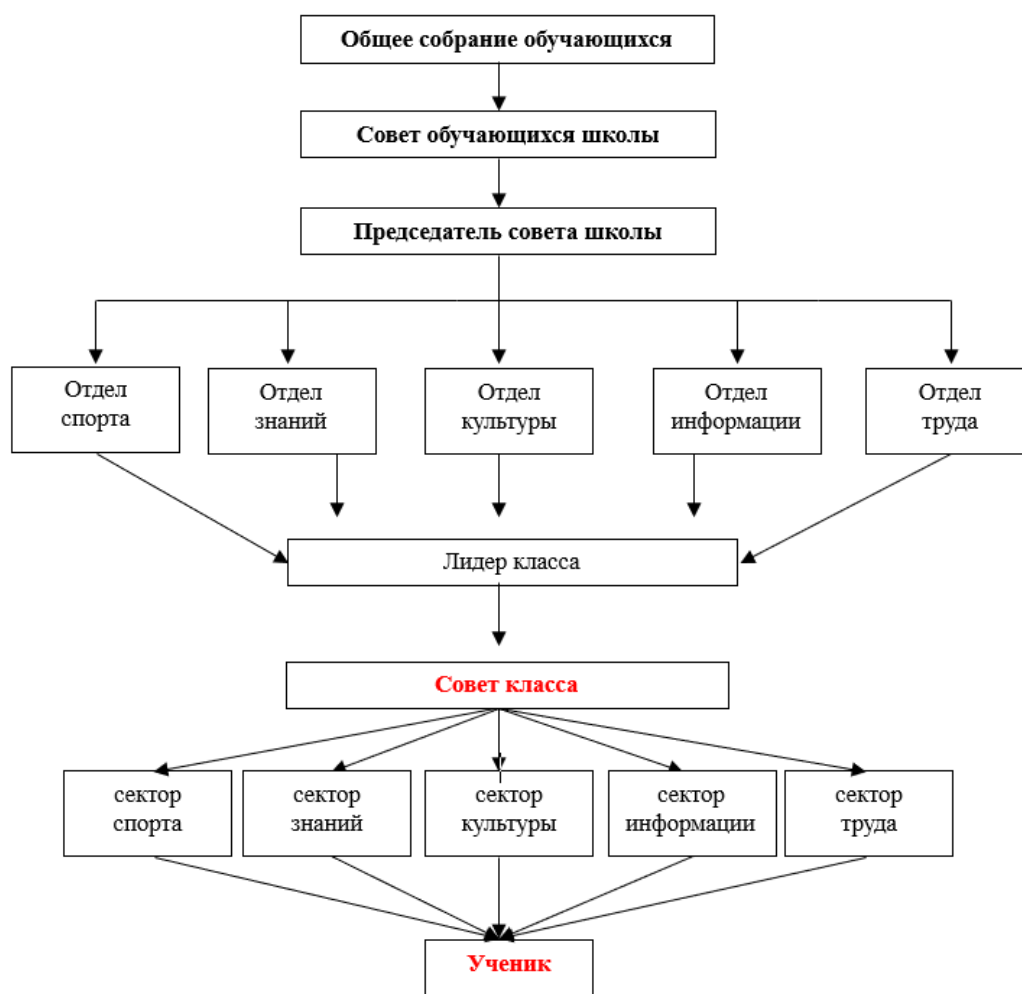 Общее собрание обучающихся
Совет обучающихся школы
Председатель совета школы
Отдел
спорта
Отдел
знаний
Отдел
культуры
Отдел
информации
Отдел
труда
Лидер класса
Совет класса
сектор
спорта
сектор
знаний
сектор
культуры
сектор
информации
сектор
труда
Ученик